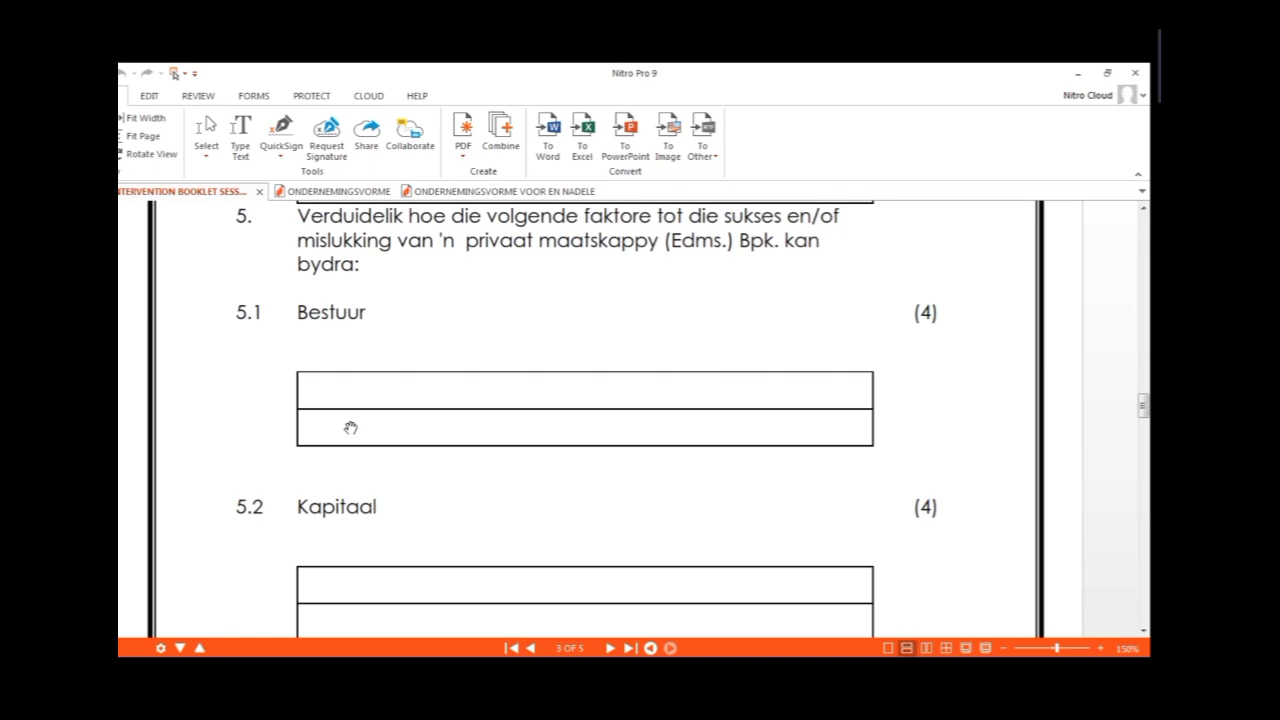 Nitro Pro 9
EDIT REVIEW FORMS PROTECT CLOUD HELP
Nitro Cloud
Fit Width
Fit Page
Rotate View
Select
Type Text
QuickSign
Request Signature
Share
Collaborate
PDF
Combine
To Word
To Excel
To PowerPoint
To Image
To Other
Tools
Create
Convert
NTERVENTION BOOKLET SESS... ONDERNEMINGSVORME ONDERNEMINGSVORME VOOR EN NADELE
5. Verduidelik hoe die volgende faktore tot die sukses en/of
mislukking van 'n privaat maatskappy (Edms.) Bpk. kan
bydra:
5.1 Bestuur (4)
5.2 Kapitaal (4)
3 OF 5
150%